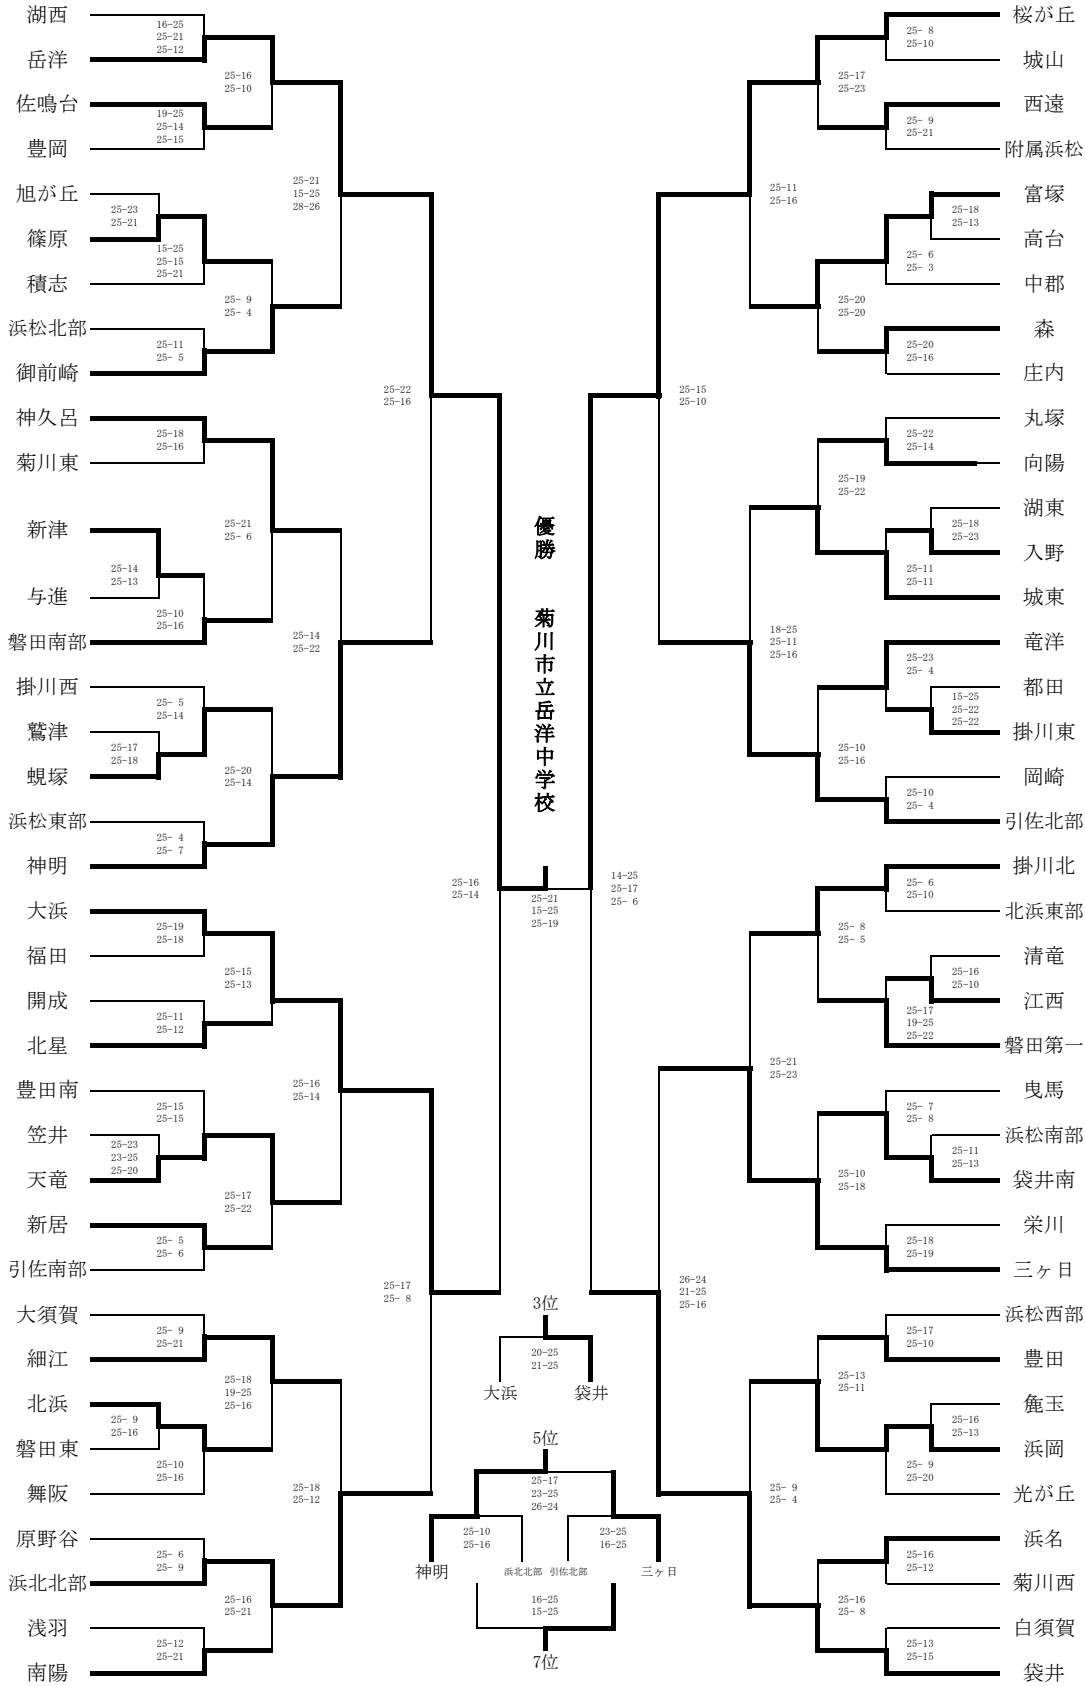 湖西
16-25
25-21
25-12
岳洋
25-16
25-10
佐鳴台
19-25
25-14
25-15
豊岡
25-21
15-25
28-26
旭が丘
25-23
25-21
篠原
15-25
25-15
25-21
積志
25- 9
25- 4
浜松北部
25-11
25- 5
御前崎
25-22
25-16
神久呂
25-18
25-16
菊川東
新津
25-21
25- 6
25-14
25-13
与進
25-10
25-16
磐田南部
25-14
25-22
掛川西
25- 5
25-14
鷲津
25-17
25-18
蜆塚
25-20
25-14
浜松東部
25- 4
25- 7
神明
25-16
25-14
大浜
25-19
25-18
福田
25-15
25-13
開成
25-11
25-12
北星
豊田南
25-16
25-14
25-15
25-15
笠井
25-23
23-25
25-20
天竜
25-17
25-22
新居
25- 5
25- 6
引佐南部
25-17
25- 8
大須賀
25- 9
25-21
細江
25-18
19-25
25-16
北浜
25- 9
25-16
磐田東
25-10
25-16
舞阪
25-18
25-12
原野谷
25- 6
25- 9
浜北北部
25-16
25-21
浅羽
25-12
25-21
南陽
優勝 菊川市立岳洋中学校
25-21
15-25
25-19
3位
20-25
21-25
大浜
袋井
5位
25-17
23-25
26-24
25-10
25-16
23-25
16-25
神明
浜北北部
引佐北部
三ヶ日
16-25
15-25
7位
桜が丘
25- 8
25-10
城山
25-17
25-23
西遠
25- 9
25-21
附属浜松
25-11
25-16
富塚
25-18
25-13
高台
25- 6
25- 3
中郡
25-20
25-20
森
25-20
25-16
庄内
25-15
25-10
丸塚
25-22
25-14
向陽
25-19
25-22
湖東
25-18
25-23
入野
25-11
25-11
城東
18-25
25-11
25-16
竜洋
25-23
25- 4
都田
15-25
25-22
25-22
掛川東
25-10
25-16
岡崎
25-10
25- 4
引佐北部
14-25
25-17
25- 6
掛川北
25- 6
25-10
北浜東部
25- 8
25- 5
清竜
25-16
25-10
江西
25-17
19-25
25-22
磐田第一
25-21
25-23
曳馬
25- 7
25- 8
浜松南部
25-11
25-13
袋井南
25-10
25-18
栄川
25-18
25-19
三ヶ日
26-24
21-25
25-16
浜松西部
25-17
25-10
豊田
25-13
25-11
麁玉
25-16
25-13
浜岡
25- 9
25-20
光が丘
25- 9
25- 4
浜名
25-16
25-12
菊川西
25-16
25- 8
白須賀
25-13
25-15
袋井